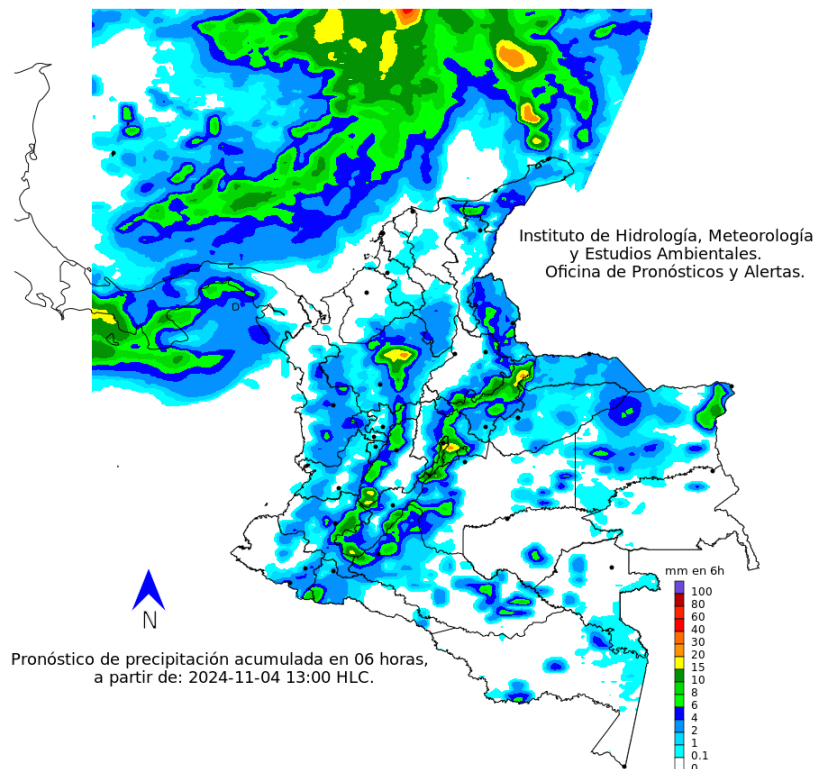 Instituto de Hidrología, Meteorología
y Estudios Ambientales.
Oficina de Pronósticos y Alertas.
mm en 6h
100
80
60
40
30
20
15
10
8
6
4
2
1
0.1
0
N
Pronóstico de precipitación acumulada en 06 horas,
a partir de: 2024-11-04 13:00 HLC.